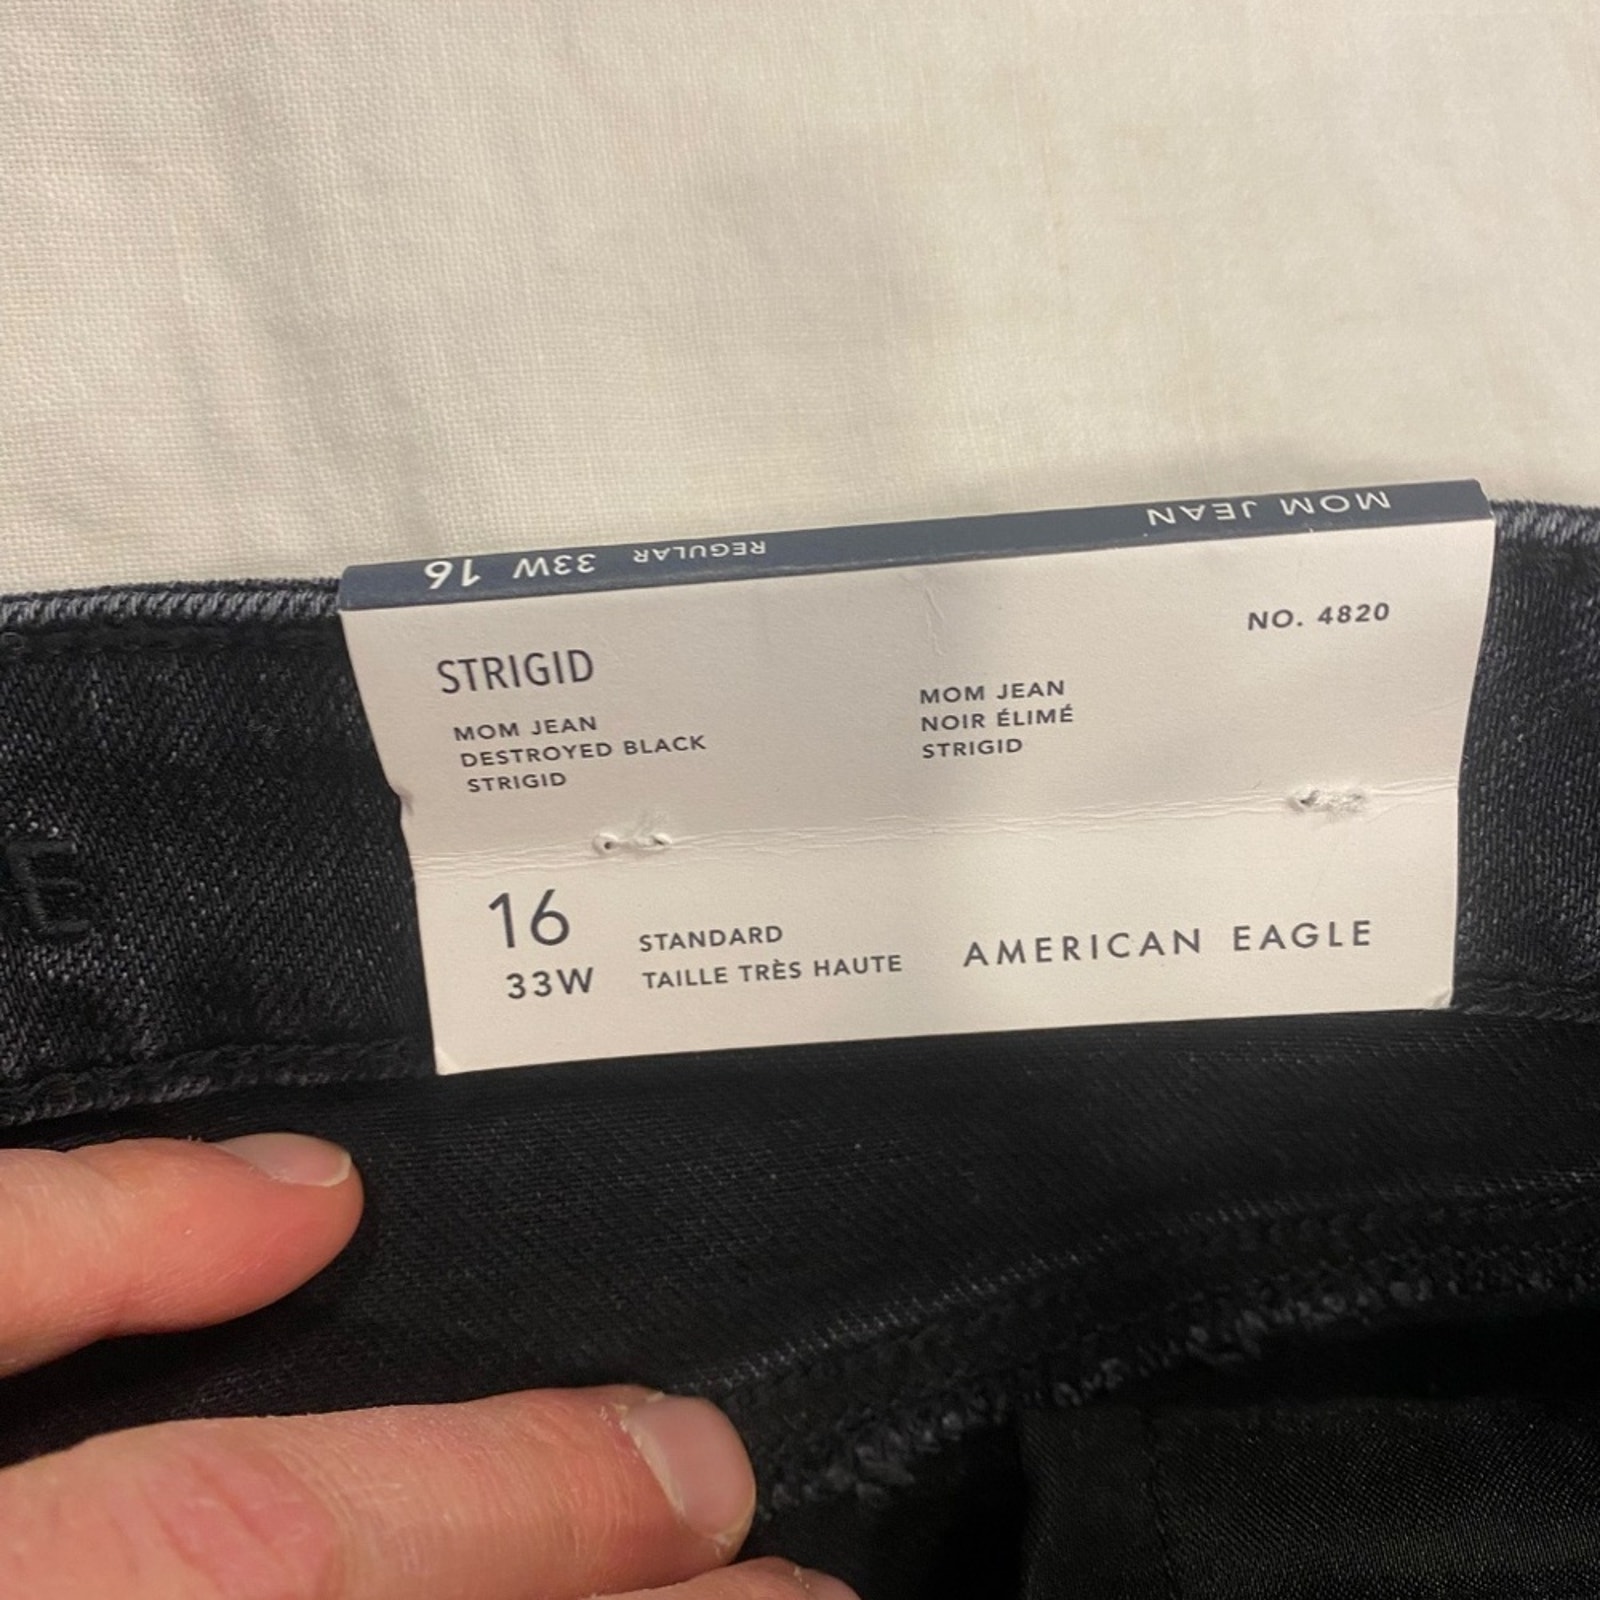 MOM JEAN
REGULAR 33W 16
NO. 4820
STRIGID
MOM JEAN
DESTROYED BLACK
STRIGID
MOM JEAN
NOIR ÉLIMÉ
STRIGID
16
33W
STANDARD
TAILLE TRÈS HAUTE
AMERICAN EAGLE
E